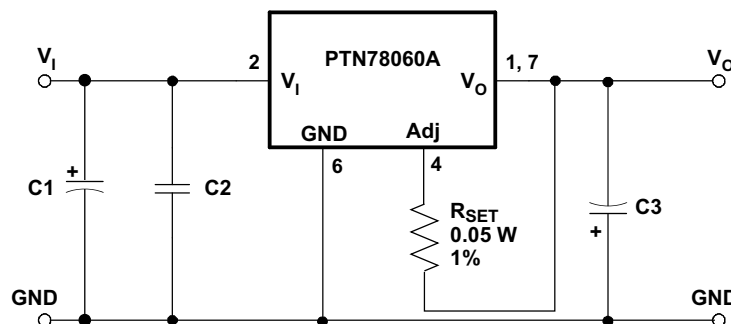 V_I
2
PTN78060A
1, 7
V_O
V_I
V_O
GND
Adj
6
4
+
C1
C2
R_SET
0.05 W
1%
C3
+
GND
GND